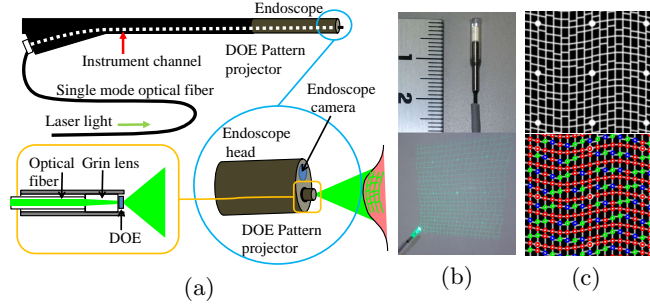 Endoscope
Instrument channel
DOE Pattern
projector
Single mode optical fiber
Endoscope
camera
Laser light
Endoscope
head
Optical
fiber
Grin lens
DOE
DOE Pattern
projector
1
2
(a)
(b)
(c)